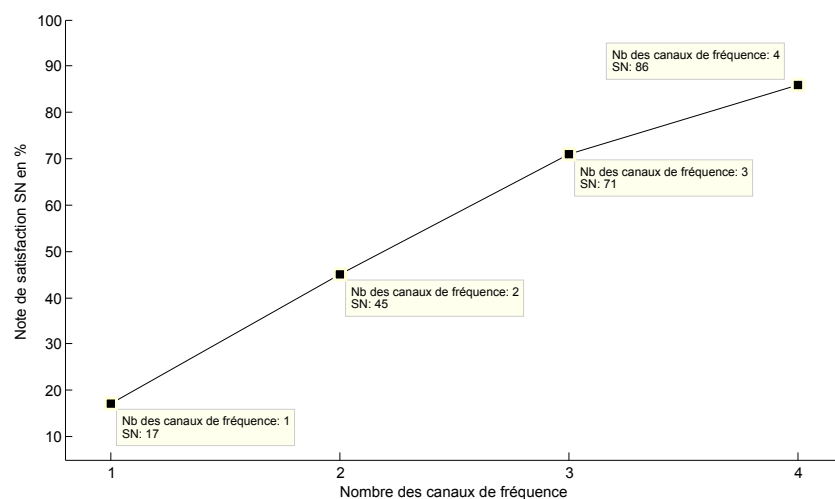 100
90
80
70
60
50
40
30
20
10
Note de satisfaction SN en %
Nb des canaux de fréquence: 4
SN: 86
Nb des canaux de fréquence: 3
SN: 71
Nb des canaux de fréquence: 2
SN: 45
Nb des canaux de fréquence: 1
SN: 17
1
2
3
4
Nombre des canaux de fréquence